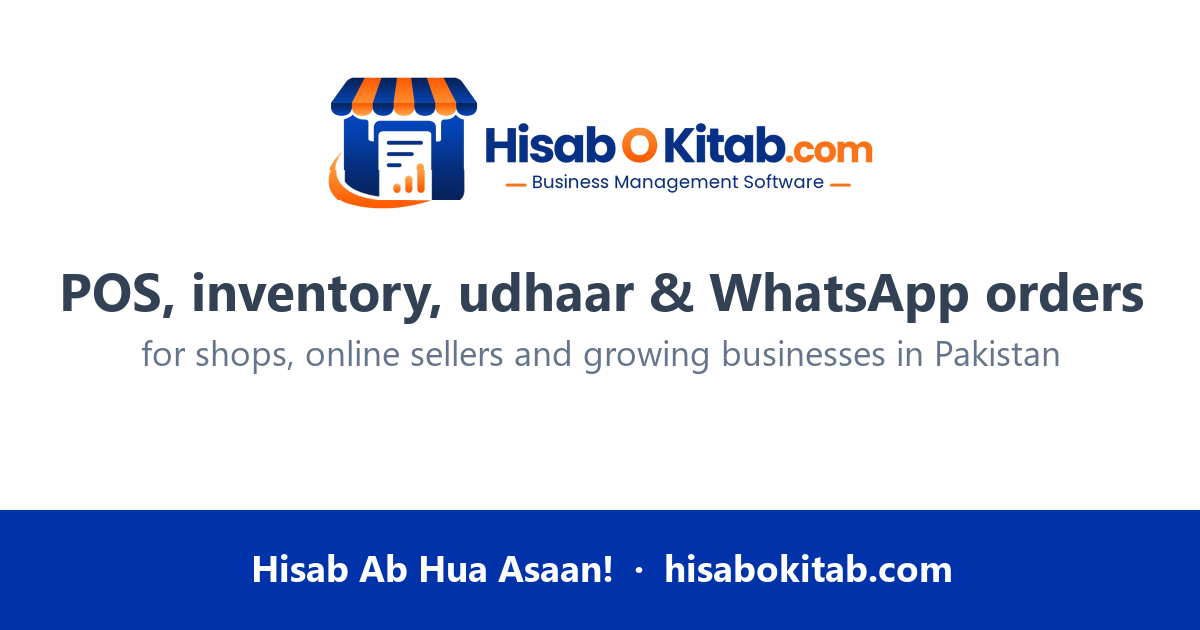 Hisab O Kitab.com
Business Management Software
POS, inventory, udhaar & WhatsApp orders
for shops, online sellers and growing businesses in Pakistan
Hisab Ab Hua Asaan! · hisabokitab.com